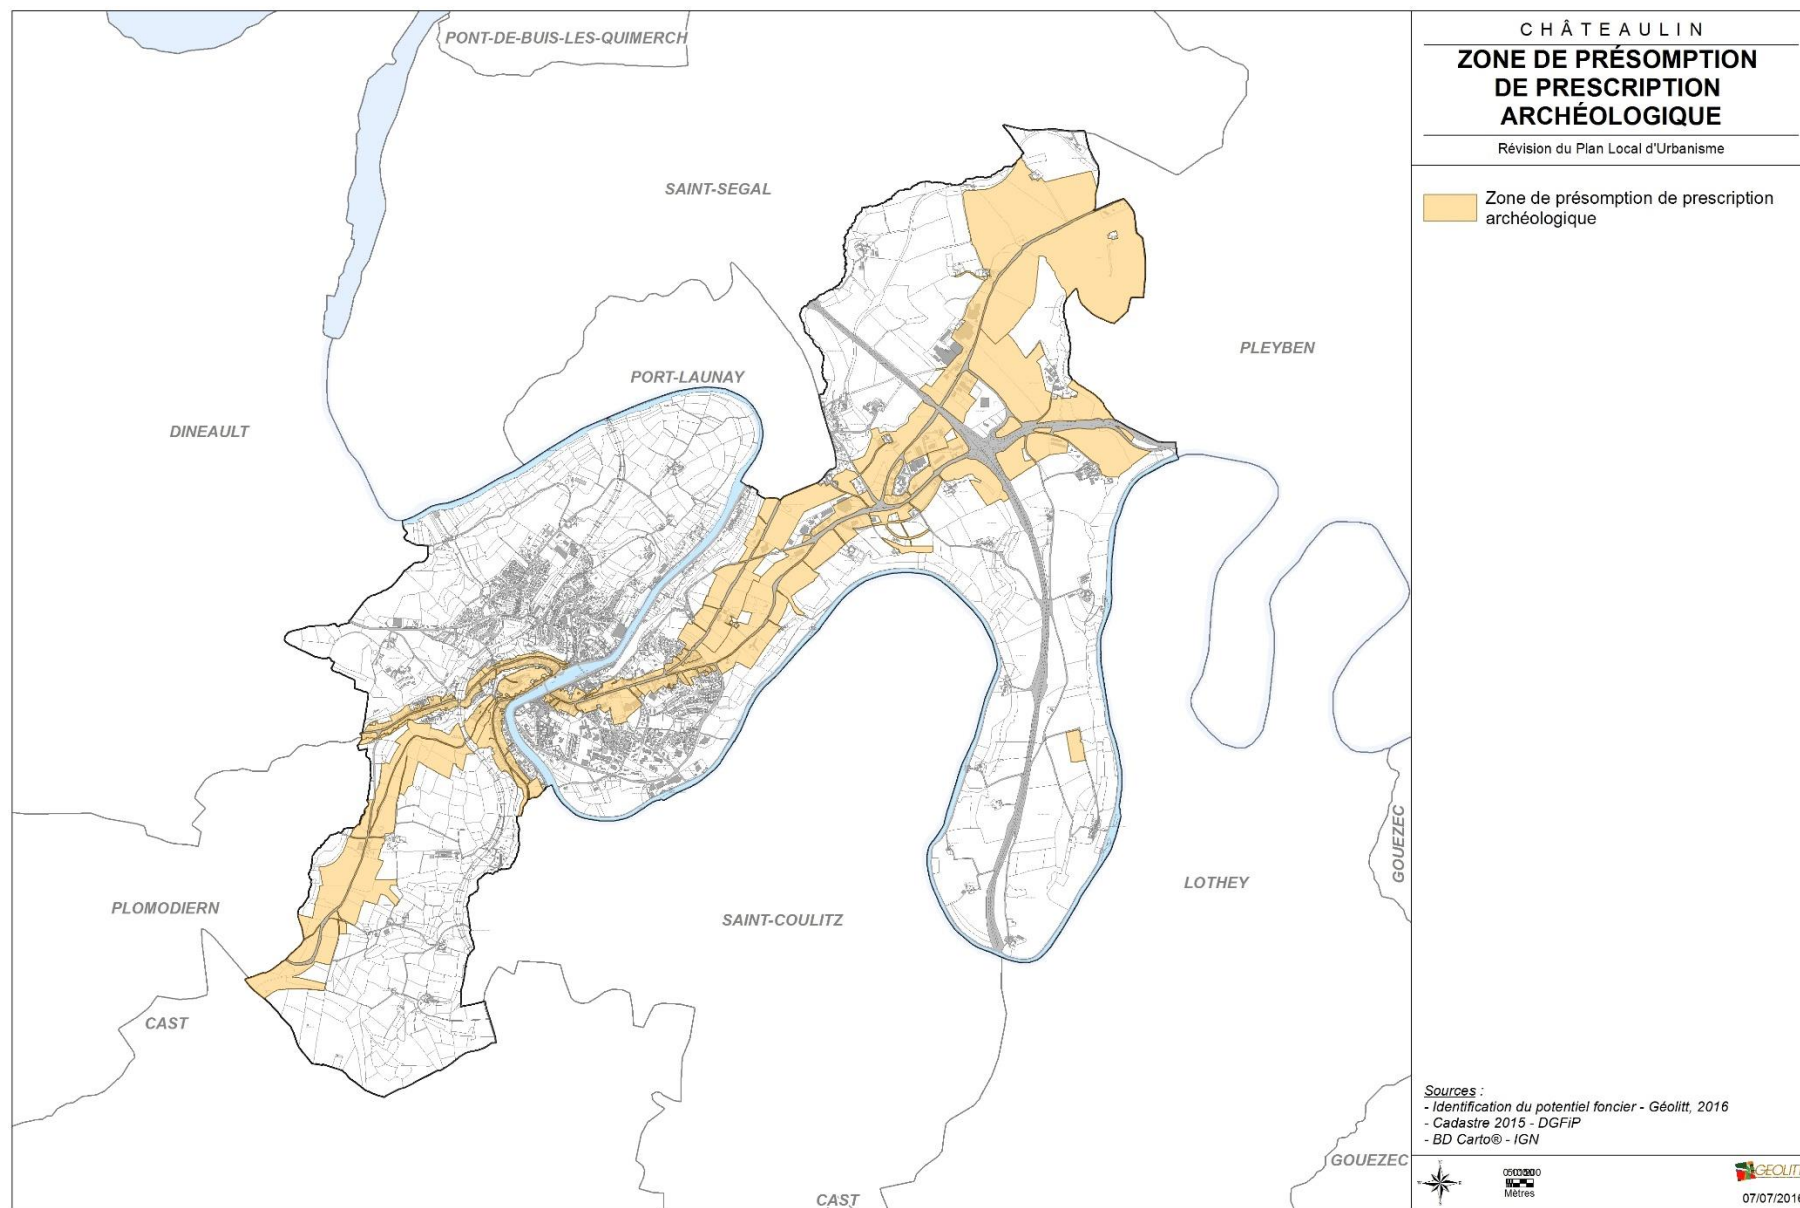 CHÂTEAULIN
ZONE DE PRÉSOMPTION
DE PRESCRIPTION
ARCHÉOLOGIQUE
Révision du Plan Local d'Urbanisme
Zone de présomption de prescription
archéologique
PONT-DE-BUIS-LES-QUIMERCH
SAINT-SEGAL
PLEYBEN
PORT-LAUNAY
DINEAULT
GOUEZEC
LOTHEY
PLOMODIERN
SAINT-COULITZ
CAST
GOUEZEC
CAST
Sources :
- Identification du potentiel foncier - Géolitt, 2016
- Cadastre 2015 - DGFiP
- BD Carto® - IGN
Mètres
GEOLITT
07/07/2016